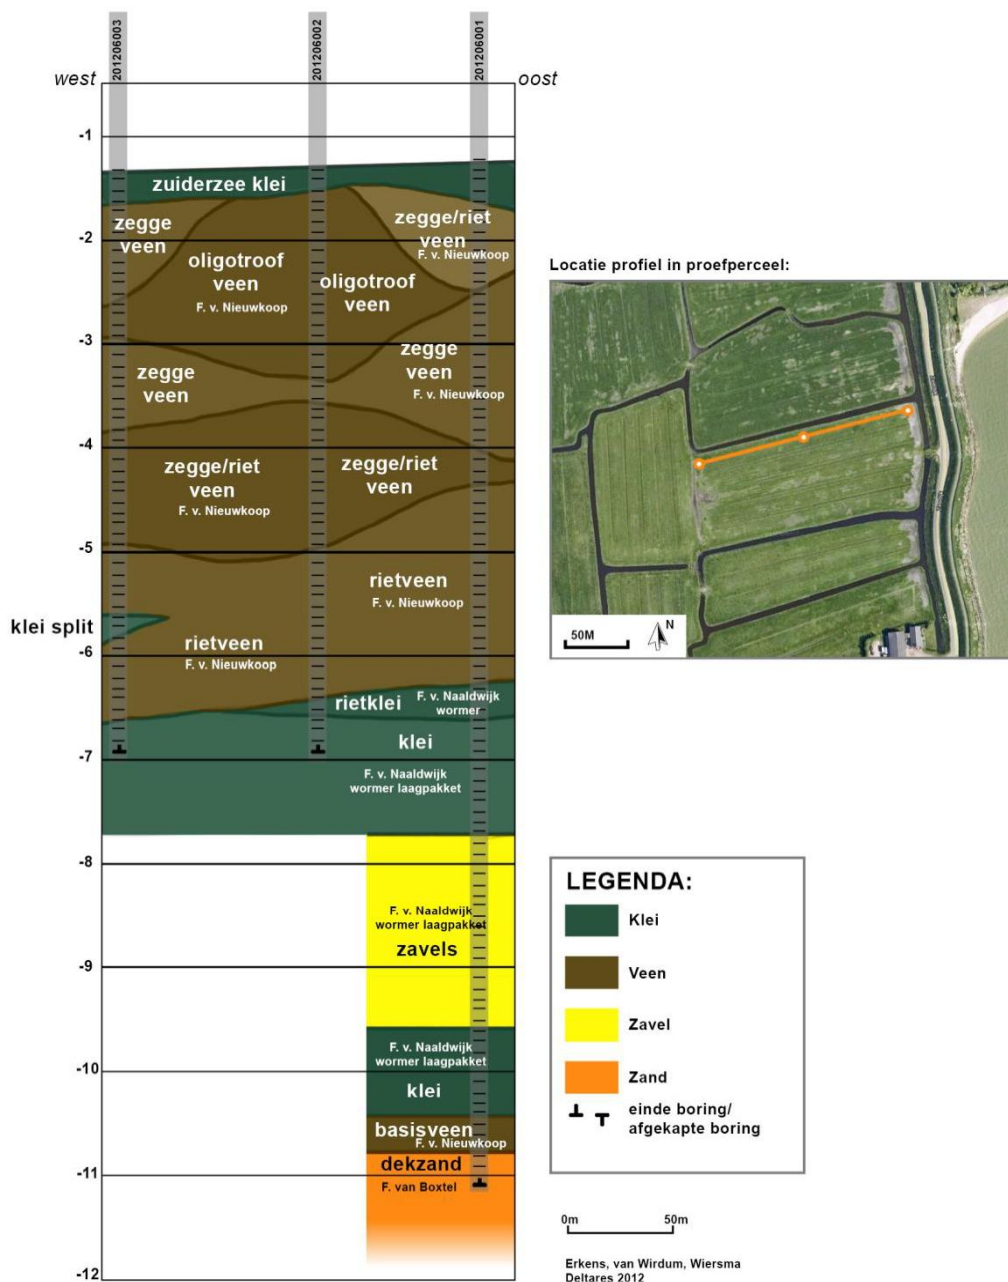 201206003
201206002
201206001
west
oost
-1
zuiderzee klei
zegge
veen
zegge/riet
veen
F. v. Nieuwkoop
-2
oligotroof
veen
F. v. Nieuwkoop
oligotroof
veen
-3
zegge
veen
zegge
veen
F. v. Nieuwkoop
-4
zegge/riet
veen
F. v. Nieuwkoop
zegge/riet
veen
-5
rietveen
F. v. Nieuwkoop
klei split
rietveen
F. v. Nieuwkoop
-6
rietklei
F. v. Naaldwijk
wormer
klei
-7
F. v. Naaldwijk
wormer laagpakket
-8
F. v. Naaldwijk
wormer laagpakket
zavels
-9
F. v. Naaldwijk
wormer laagpakket
-10
klei
basisveen
F. v. Nieuwkoop
dekzand
-11
F. van Boxtel
-12
Locatie profiel in proefperceel:
50M
N
LEGENDA:
Klei
Veen
Zavel
Zand
einde boring/
afgekapte boring
0m
50m
Erkens, van Wirdum, Wiersma
Deltares 2012